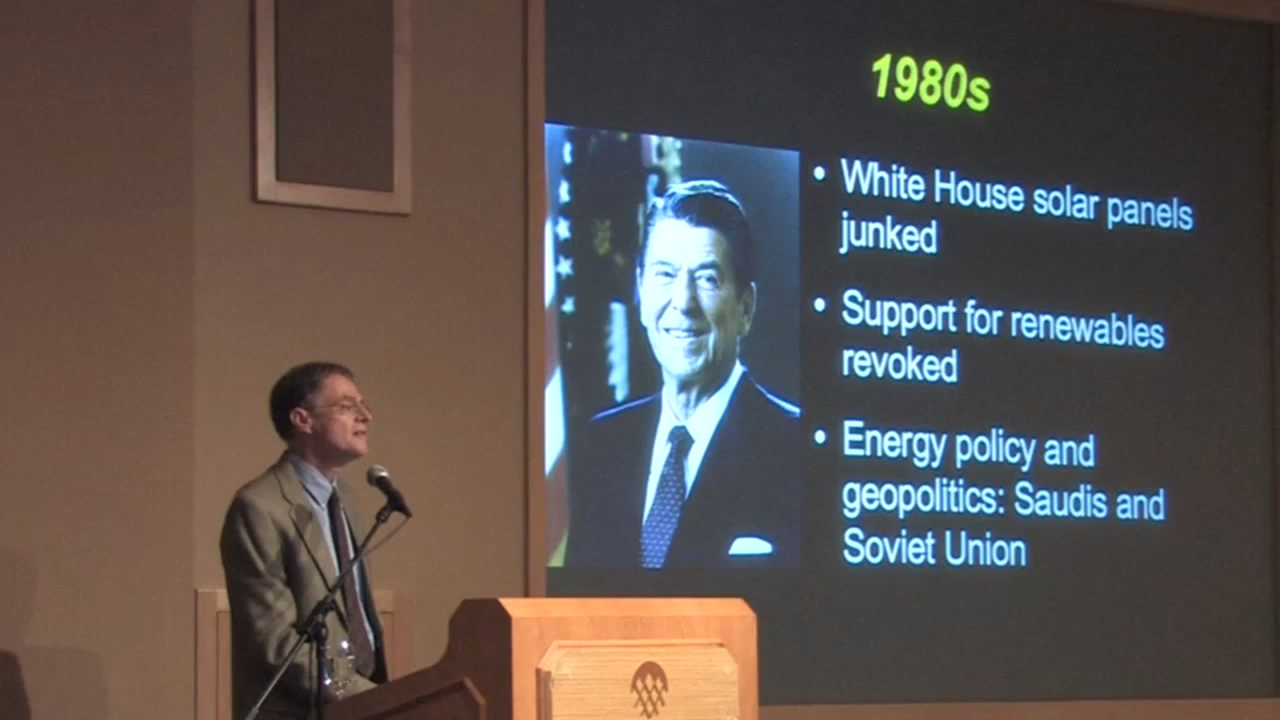 1980s
• White House solar panels
junked
• Support for renewables
revoked
• Energy policy and
geopolitics: Saudis and
Soviet Union